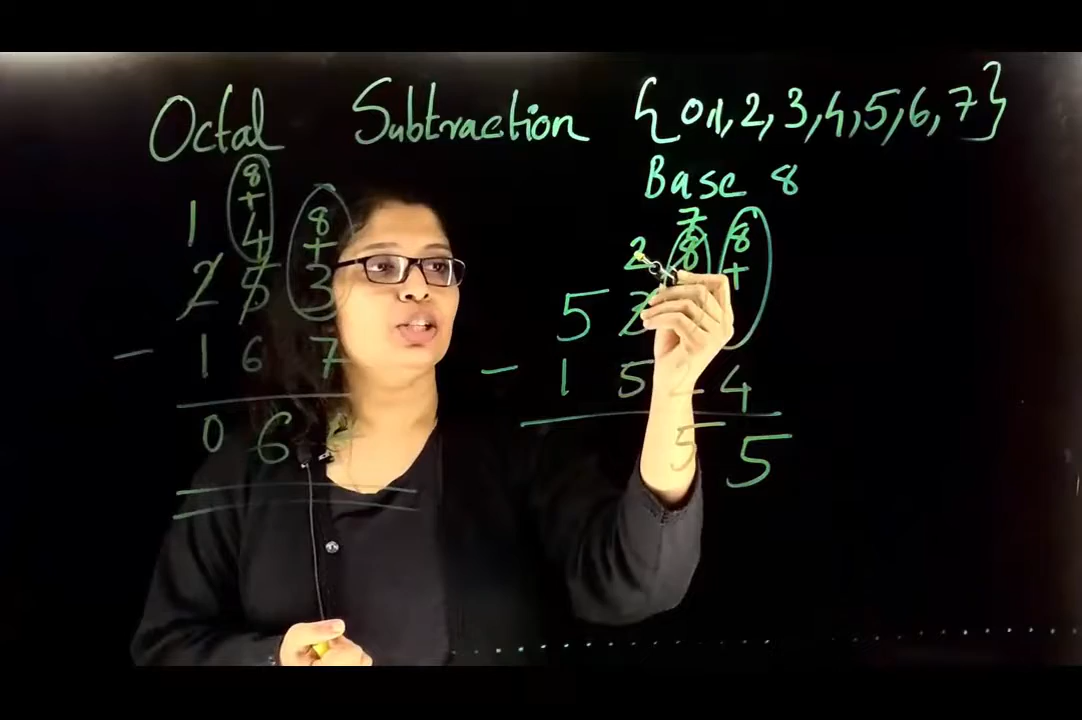 Octal Subtraction {0,1,2,3,4,5,6,7}
Base 8
8
+
1 4 8
+
2 5 3
- 1 6 7
0 6 4
7
2 8 8
+
5 3
- 1 5 2 4
5 5